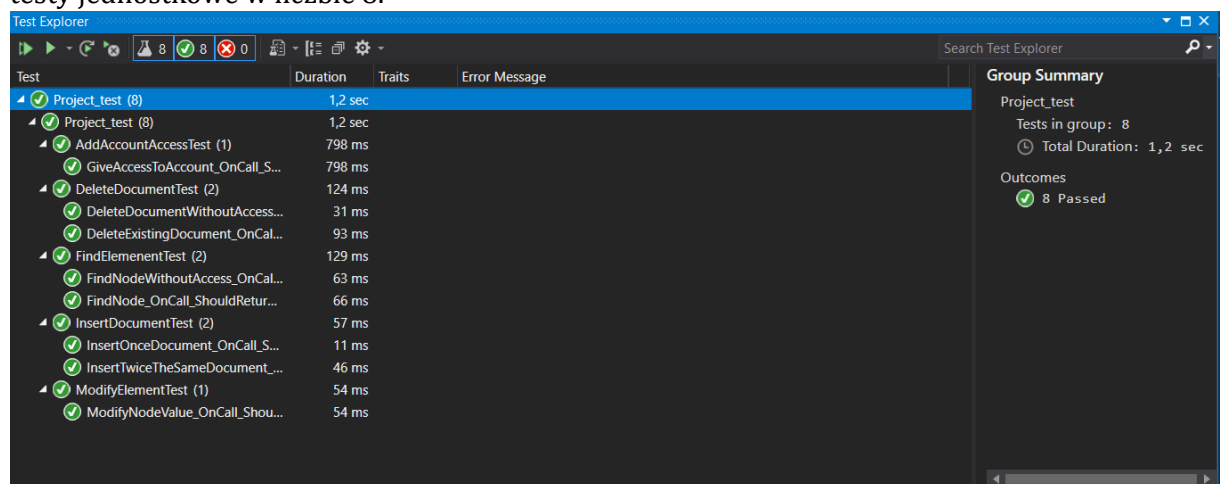 testy jednostkowe w liczbie 8.
Test Explorer
8 8 0
Search Test Explorer
Test Duration Traits Error Message
Project_test (8) 1,2 sec
Project_test (8) 1,2 sec
AddAccountAccessTest (1) 798 ms
GiveAccessToAccount_OnCall_S... 798 ms
DeleteDocumentTest (2) 124 ms
DeleteDocumentWithoutAccess... 31 ms
DeleteExistingDocument_OnCal... 93 ms
FindElemenentTest (2) 129 ms
FindNodeWithoutAccess_OnCal... 63 ms
FindNode_OnCall_ShouldRetur... 66 ms
InsertDocumentTest (2) 57 ms
InsertOnceDocument_OnCall_S... 11 ms
InsertTwiceTheSameDocument_... 46 ms
ModifyElementTest (1) 54 ms
ModifyNodeValue_OnCall_Shou... 54 ms
Group Summary
Project_test
Tests in group: 8
Total Duration: 1,2 sec
Outcomes
8 Passed